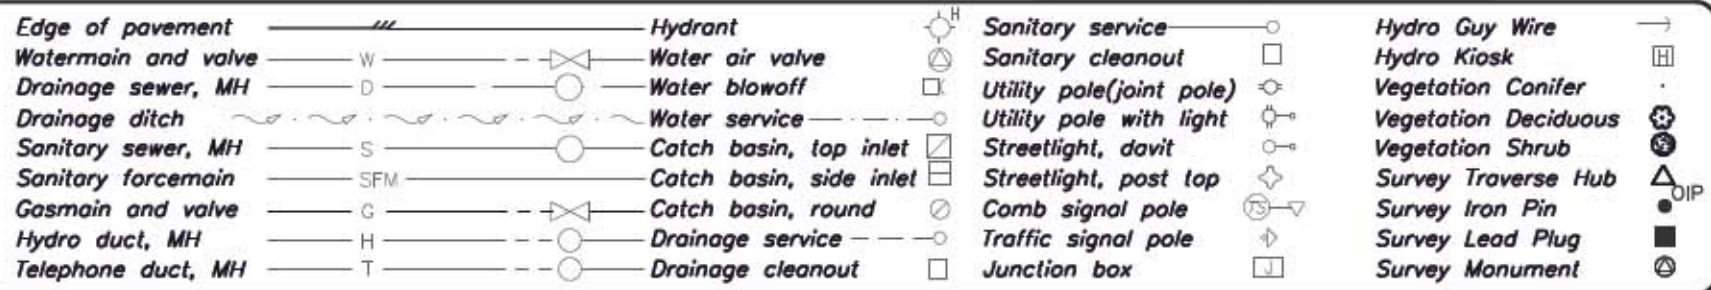 Edge of pavement
Watermain and valve W
Drainage sewer, MH D
Drainage ditch
Sanitary sewer, MH S
Sanitary forcemain SFM
Gasmain and valve G
Hydro duct, MH H
Telephone duct, MH T
Hydrant H
Water air valve
Water blowoff
Water service
Catch basin, top inlet
Catch basin, side inlet
Catch basin, round
Drainage service
Drainage cleanout
Sanitary service
Sanitary cleanout
Utility pole(joint pole)
Utility pole with light
Streetlight, davit
Streetlight, post top
Comb signal pole TS
Traffic signal pole
Junction box J
Hydro Guy Wire
Hydro Kiosk H
Vegetation Conifer
Vegetation Deciduous
Vegetation Shrub
Survey Traverse Hub
Survey Iron Pin OIP
Survey Lead Plug
Survey Monument